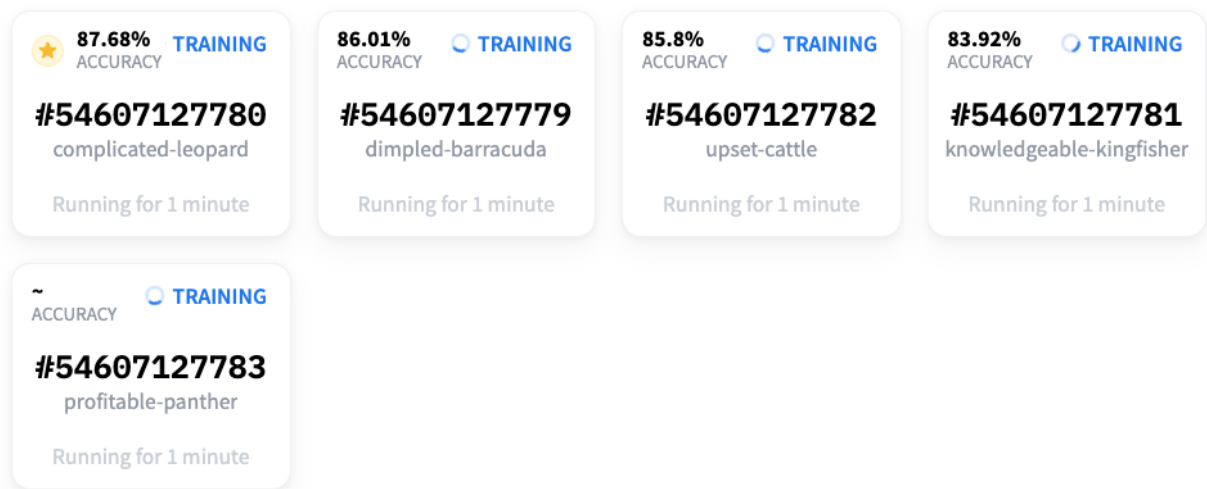 87.68% TRAINING
ACCURACY
#54607127780
complicated-leopard
Running for 1 minute
86.01% TRAINING
ACCURACY
#54607127779
dimpled-barracuda
Running for 1 minute
85.8% TRAINING
ACCURACY
#54607127782
upset-cattle
Running for 1 minute
83.92% TRAINING
ACCURACY
#54607127781
knowledgeable-kingfisher
Running for 1 minute
~ TRAINING
ACCURACY
#54607127783
profitable-panther
Running for 1 minute